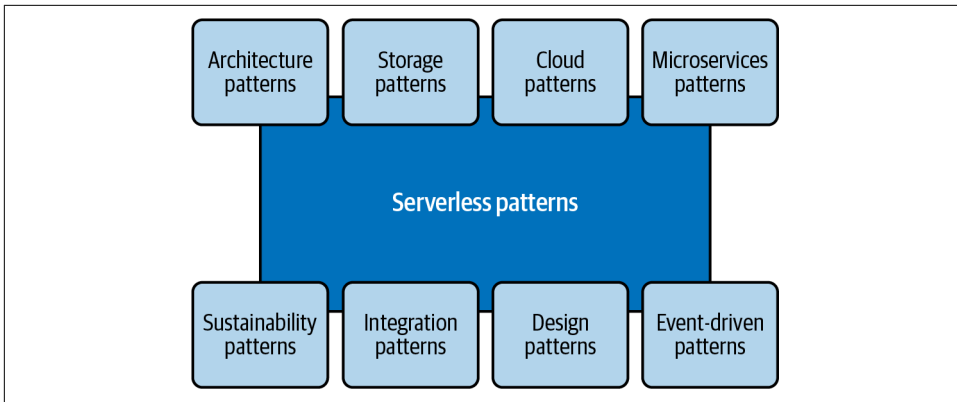 Architecture
patterns
Storage
patterns
Cloud
patterns
Microservices
patterns
Serverless patterns
Sustainability
patterns
Integration
patterns
Design
patterns
Event-driven
patterns